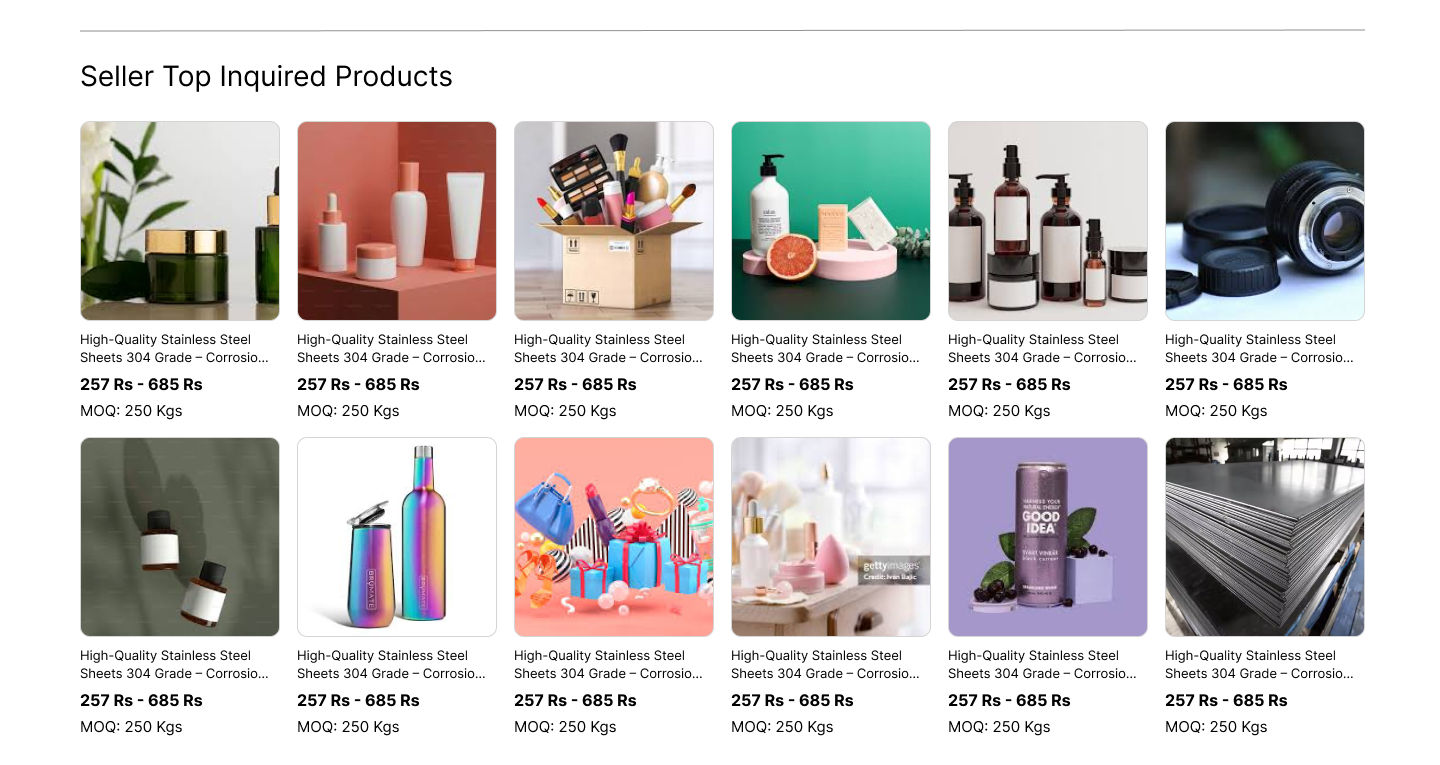 Seller Top Inquired Products
High-Quality Stainless Steel
Sheets 304 Grade – Corrosio...
257 Rs - 685 Rs
MOQ: 250 Kgs
High-Quality Stainless Steel
Sheets 304 Grade – Corrosio...
257 Rs - 685 Rs
MOQ: 250 Kgs
High-Quality Stainless Steel
Sheets 304 Grade – Corrosio...
257 Rs - 685 Rs
MOQ: 250 Kgs
High-Quality Stainless Steel
Sheets 304 Grade – Corrosio...
257 Rs - 685 Rs
MOQ: 250 Kgs
High-Quality Stainless Steel
Sheets 304 Grade – Corrosio...
257 Rs - 685 Rs
MOQ: 250 Kgs
High-Quality Stainless Steel
Sheets 304 Grade – Corrosio...
257 Rs - 685 Rs
MOQ: 250 Kgs
High-Quality Stainless Steel
Sheets 304 Grade – Corrosio...
257 Rs - 685 Rs
MOQ: 250 Kgs
BRÜMATE
BRÜMATE
High-Quality Stainless Steel
Sheets 304 Grade – Corrosio...
257 Rs - 685 Rs
MOQ: 250 Kgs
High-Quality Stainless Steel
Sheets 304 Grade – Corrosio...
257 Rs - 685 Rs
MOQ: 250 Kgs
gettyimages
Credit: Ivan Bajic
High-Quality Stainless Steel
Sheets 304 Grade – Corrosio...
257 Rs - 685 Rs
MOQ: 250 Kgs
HARNESS YOUR
NATURAL ENERGY
GOOD
IDEA
black currant
High-Quality Stainless Steel
Sheets 304 Grade – Corrosio...
257 Rs - 685 Rs
MOQ: 250 Kgs
High-Quality Stainless Steel
Sheets 304 Grade – Corrosio...
257 Rs - 685 Rs
MOQ: 250 Kgs